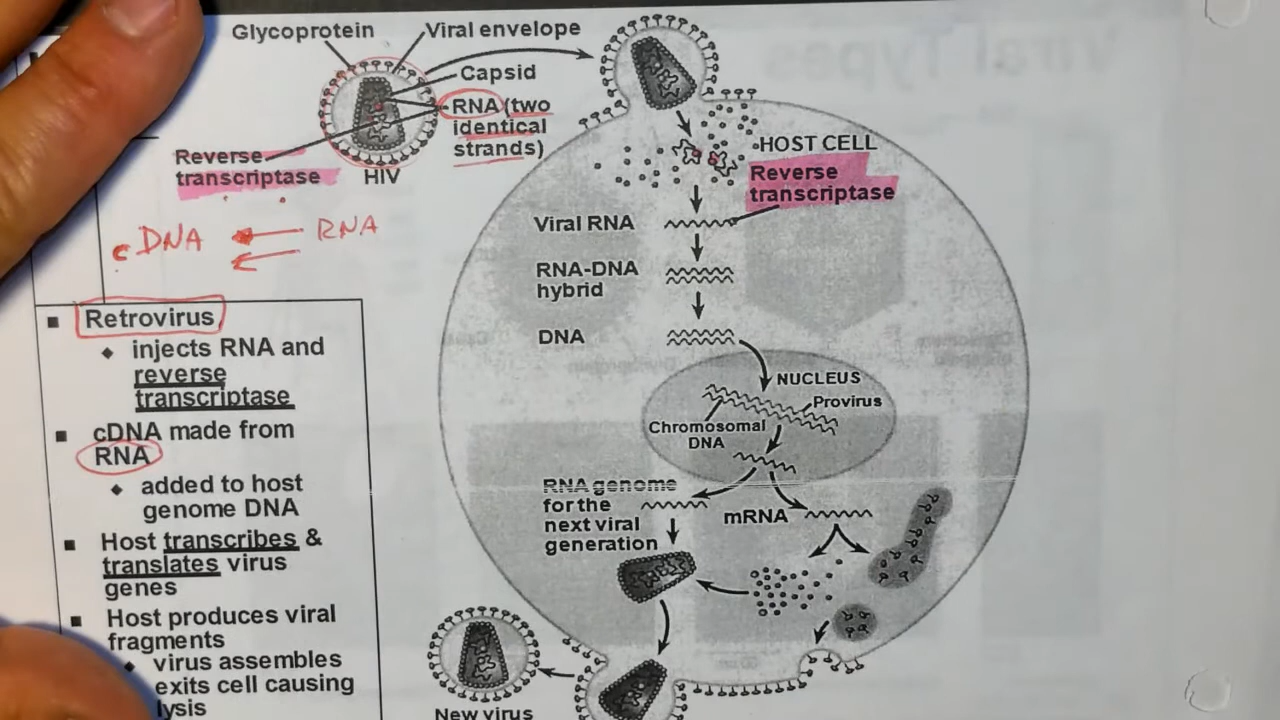 Glycoprotein
Viral envelope
Capsid
RNA (two
identical
strands)
Reverse
transcriptase
HIV
cDNA ← RNA
HOST CELL
Reverse
transcriptase
Viral RNA
RNA-DNA
hybrid
DNA
NUCLEUS
Provirus
Chromosomal
DNA
RNA genome
for the
next viral
generation
mRNA
New virus
Retrovirus
injects RNA and
reverse
transcriptase
cDNA made from
RNA
added to host
genome DNA
Host transcribes &
translates virus
genes
Host produces viral
fragments
virus assembles
exits cell causing
lysis
Viral Types